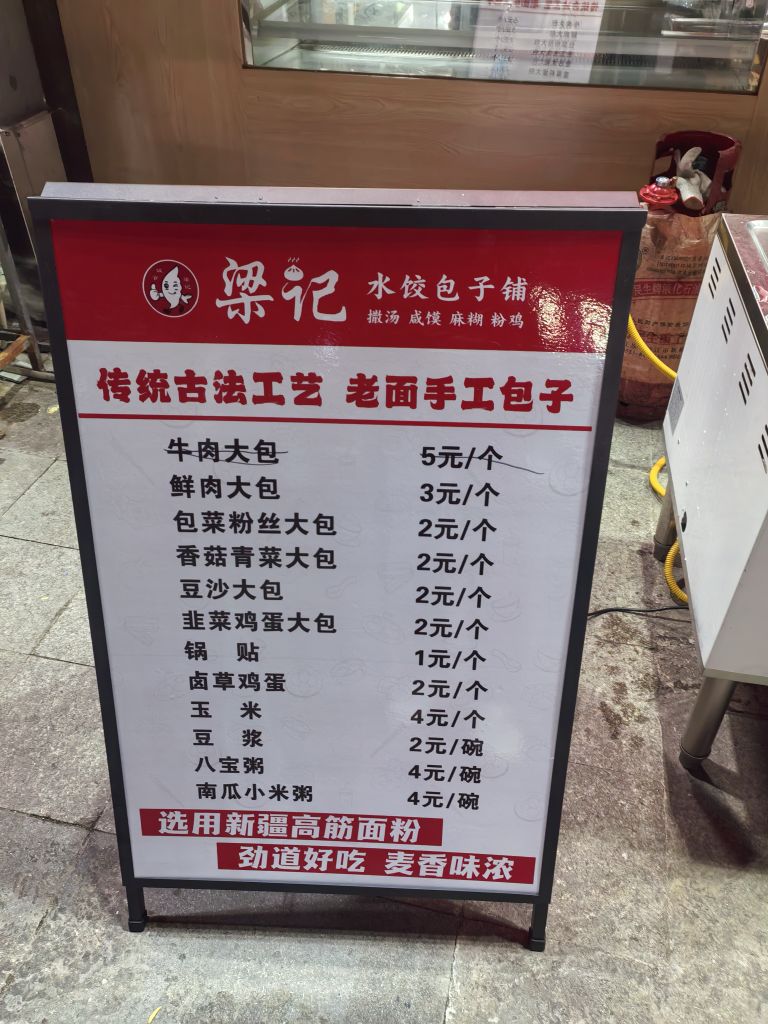 梁记 水饺包子铺
撒汤 咸馍 麻糊 粉鸡
传统古法工艺 老面手工包子
牛肉大包 5元/个
鲜肉大包 3元/个
包菜粉丝大包 2元/个
香菇青菜大包 2元/个
豆沙大包 2元/个
韭菜鸡蛋大包 2元/个
锅 贴 1元/个
卤草鸡蛋 2元/个
玉 米 4元/个
豆 浆 2元/碗
八宝粥 4元/碗
南瓜小米粥 4元/碗
选用新疆高筋面粉
劲道好吃 麦香味浓